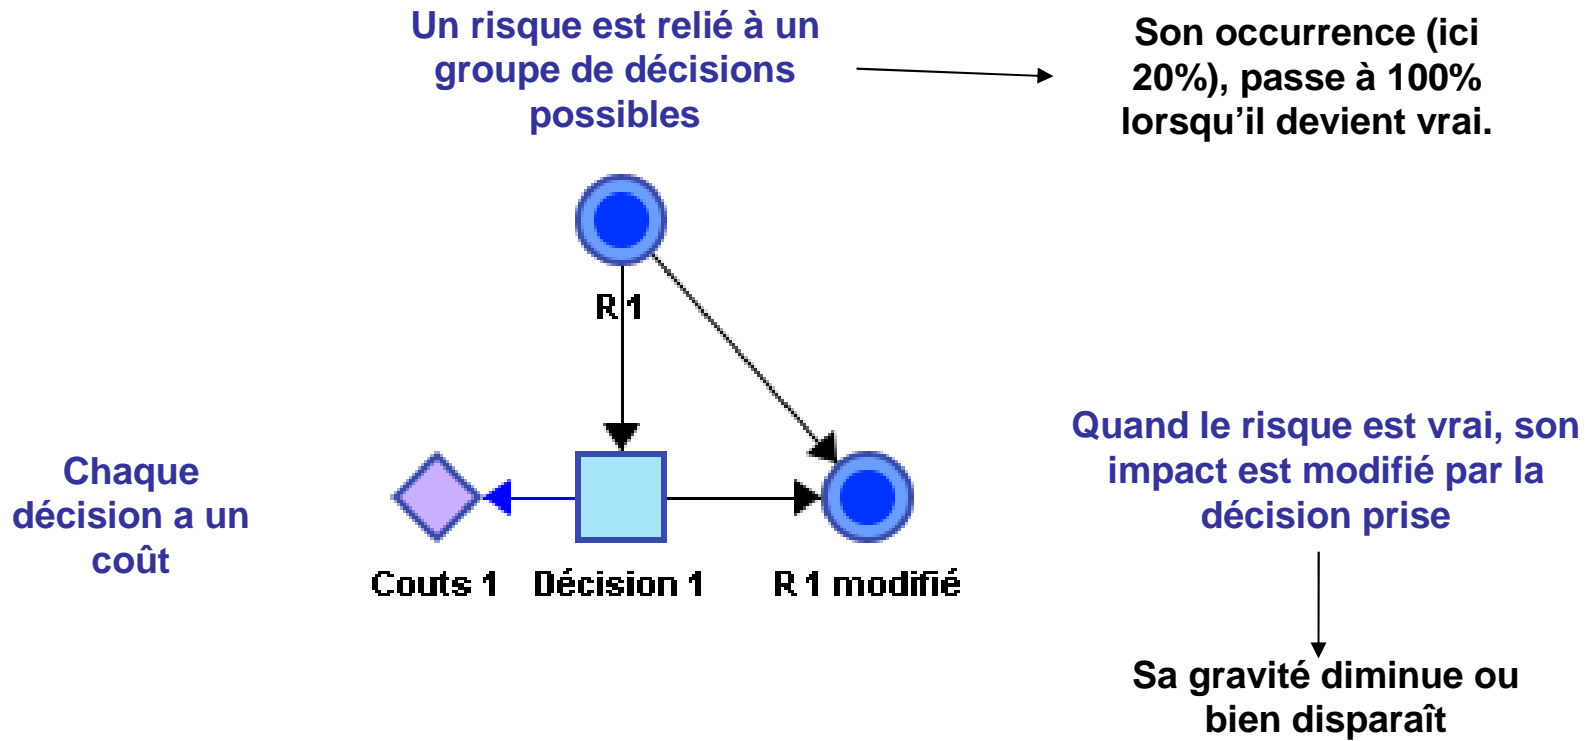 Un risque est relié à un
groupe de décisions
possibles
Son occurrence (ici
20%), passe à 100%
lorsqu’il devient vrai.
R 1
Chaque
décision a un
coût
Couts 1
Décision 1
R 1 modifié
Quand le risque est vrai, son
impact est modifié par la
décision prise
Sa gravité diminue ou
bien disparaît